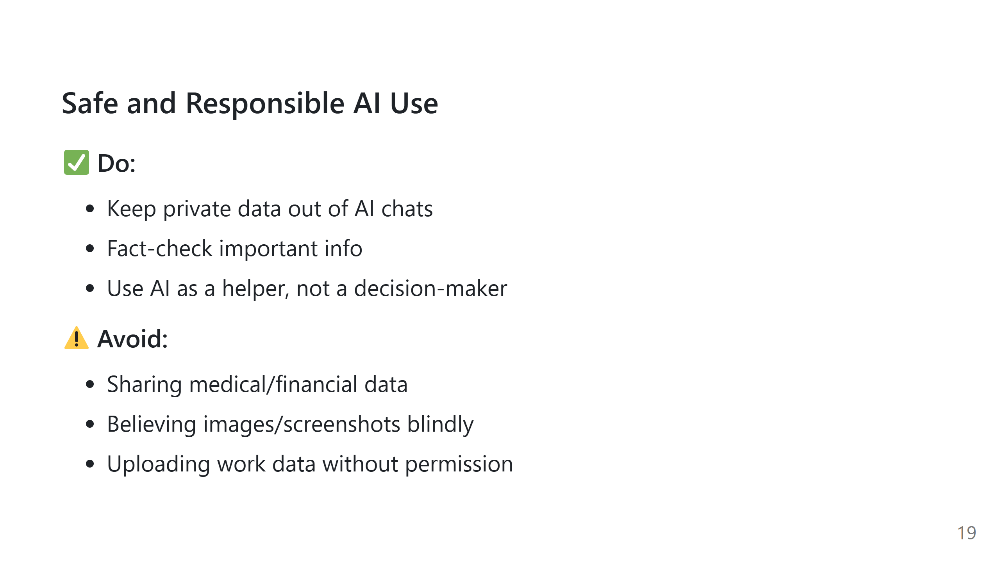 Safe and Responsible AI Use
✅ Do:
• Keep private data out of AI chats
• Fact-check important info
• Use AI as a helper, not a decision-maker
⚠️ Avoid:
• Sharing medical/financial data
• Believing images/screenshots blindly
• Uploading work data without permission
19